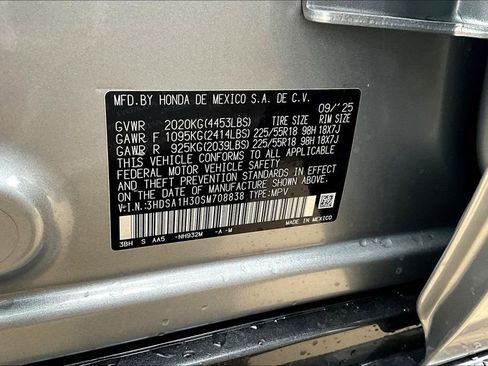 MFD.BY HONDA DE MEXICO S.A. DE C.V. 09/'25
GVWR 2020KG(4453LBS) TIRE SIZE RIM SIZE
GAWR F 1095KG(2414LBS) 225/55R18 98H 18X7J
GAWR R 925KG(2039LBS) 225/55R18 98H 18X7J
THIS VEHICLE CONFORMS TO ALL APPLICABLE
FEDERAL MOTOR VEHICLE SAFETY,
BUMPER AND THEFT PREVENTION STANDARDS IN EFFECT
ON THE DATE OF MANUFACTURE SHOWN ABOVE.
V.I.N.:3HDSA1H30SM708838 TYPE:MPV
3BH S AA5 -NH932M -A -M MADE IN MEXICO